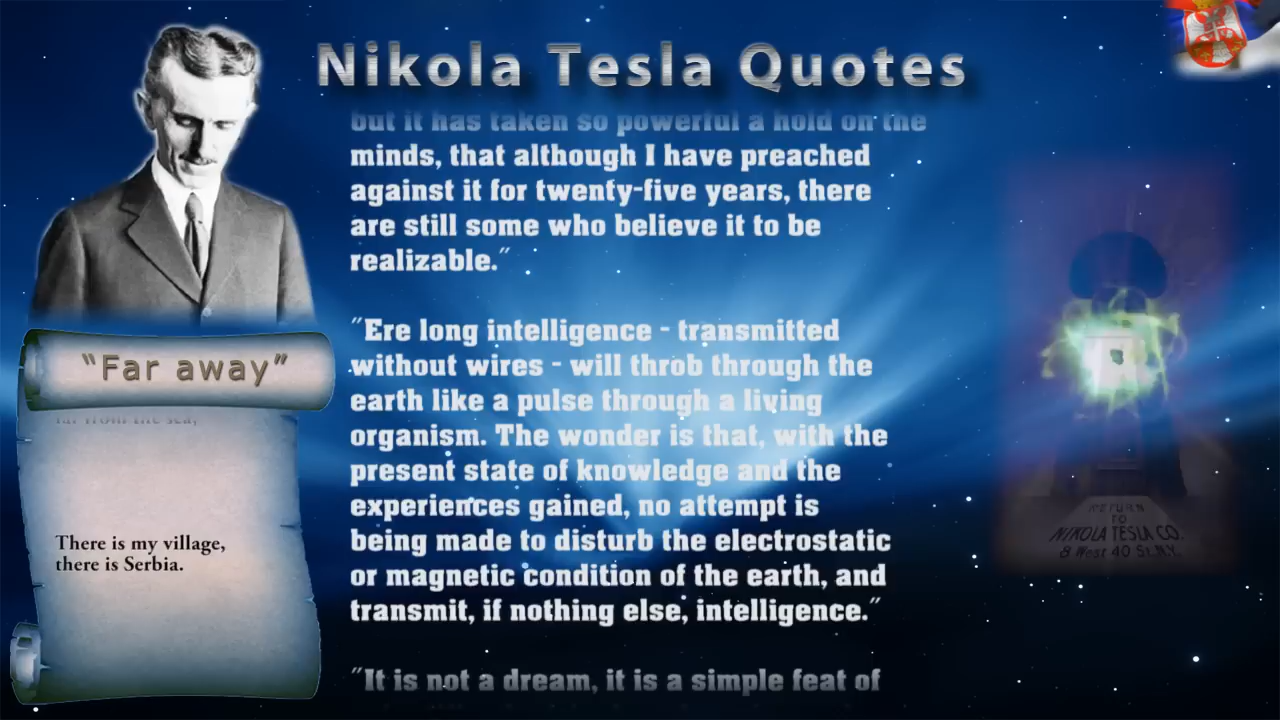 Nikola Tesla Quotes
but it has taken so powerful a hold on the
minds, that although I have preached
against it for twenty-five years, there
are still some who believe it to be
realizable."
"Ere long intelligence - transmitted
without wires - will throb through the
earth like a pulse through a living
organism. The wonder is that, with the
present state of knowledge and the
experiences gained, no attempt is
being made to disturb the electrostatic
or magnetic condition of the earth, and
transmit, if nothing else, intelligence."
"It is not a dream, it is a simple feat of
“Far away”
far from the sea,
There is my village,
there is Serbia.
RETURN
TO
NIKOLA TESLA CO.
8 West 40 St. N.Y.